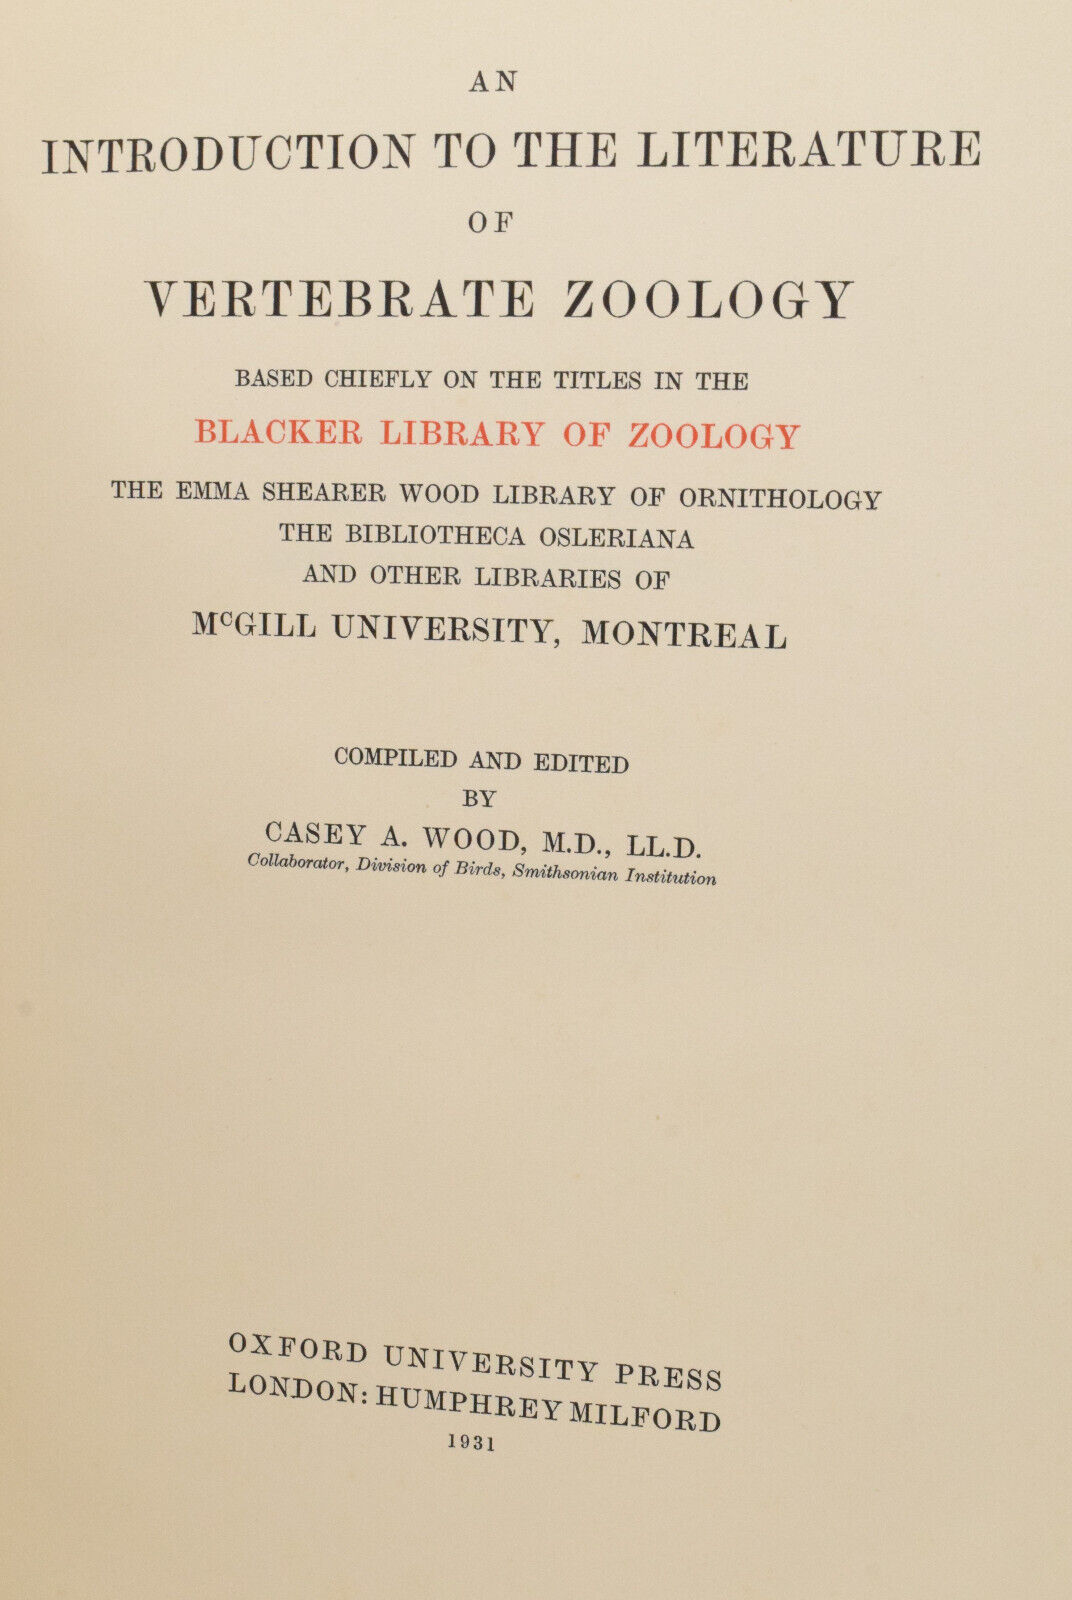 AN
INTRODUCTION TO THE LITERATURE
OF
VERTEBRATE ZOOLOGY
BASED CHIEFLY ON THE TITLES IN THE
BLACKER LIBRARY OF ZOOLOGY
THE EMMA SHEARER WOOD LIBRARY OF ORNITHOLOGY
THE BIBLIOTHECA OSLERIANA
AND OTHER LIBRARIES OF
MCGILL UNIVERSITY, MONTREAL
COMPILED AND EDITED
BY
CASEY A. WOOD, M.D., LL.D.
Collaborator, Division of Birds, Smithsonian Institution
OXFORD UNIVERSITY PRESS
LONDON: HUMPHREY MILFORD
1931